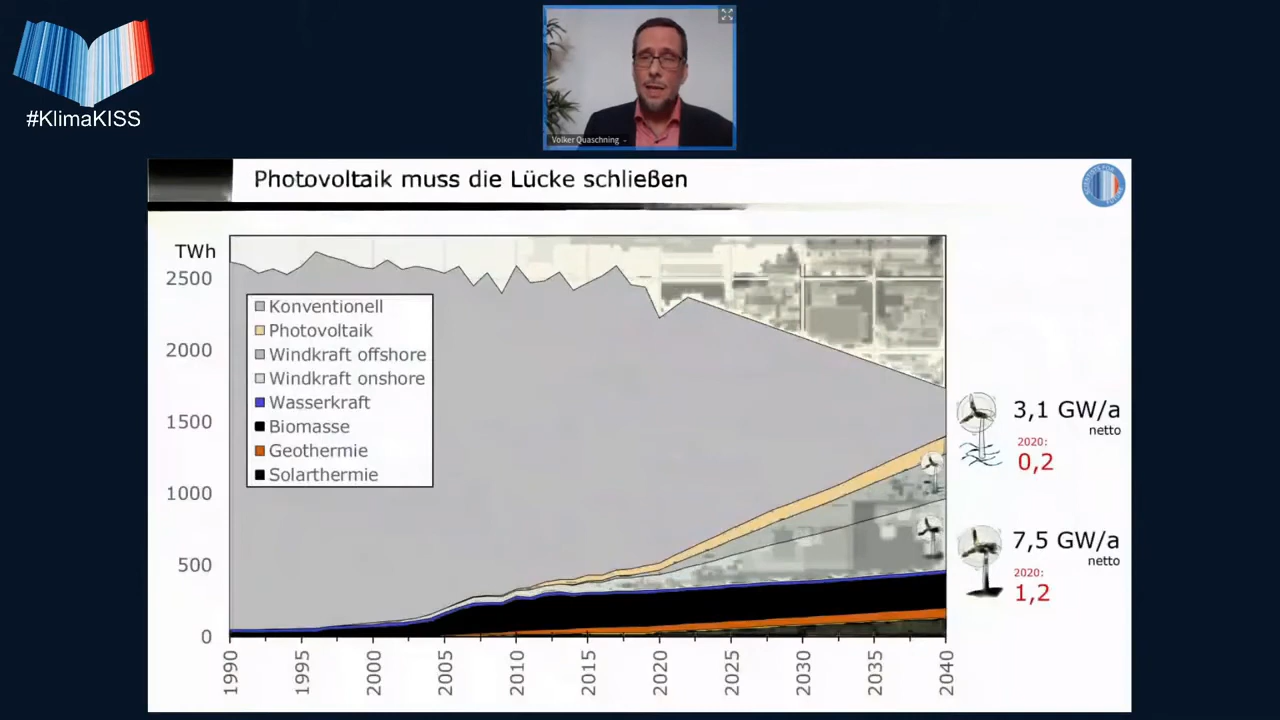 #KlimaKISS
Volker Quaschning
Photovoltaik muss die Lücke schließen
TWh
2500
2000
1500
1000
500
0
Konventionell
Photovoltaik
Windkraft offshore
Windkraft onshore
Wasserkraft
Biomasse
Geothermie
Solarthermie
1990
1995
2000
2005
2010
2015
2020
2025
2030
2035
2040
3,1 GW/a
netto
2020:
0,2
7,5 GW/a
netto
2020:
1,2